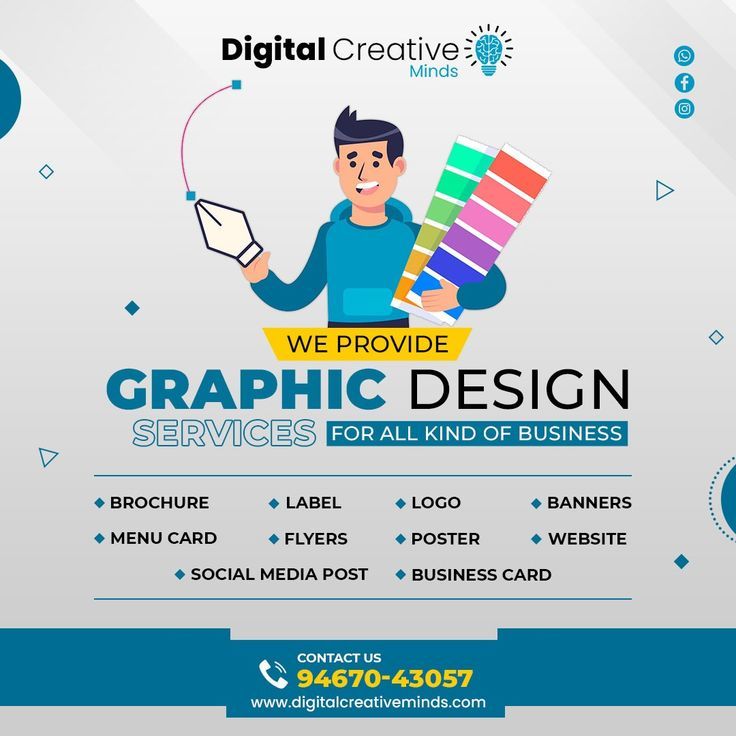 Digital Creative
Minds
WE PROVIDE
GRAPHIC DESIGN
SERVICES FOR ALL KIND OF BUSINESS
BROCHURE LABEL LOGO BANNERS
MENU CARD FLYERS POSTER WEBSITE
SOCIAL MEDIA POST BUSINESS CARD
CONTACT US
94670-43057
www.digitalcreativeminds.com